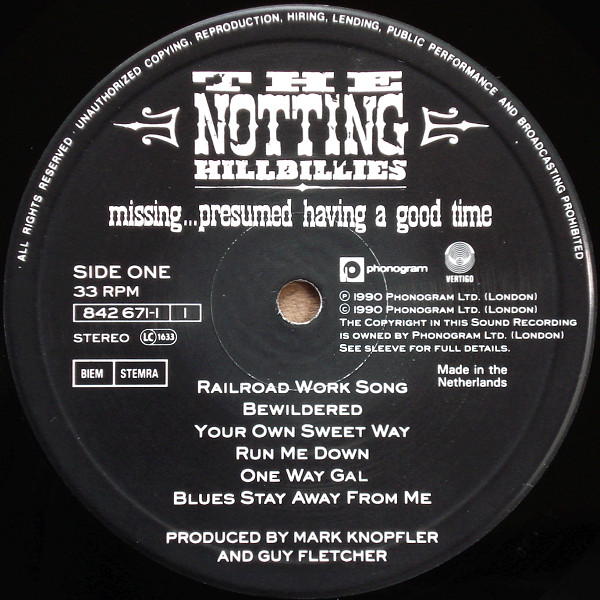 ALL RIGHTS RESERVED · UNAUTHORIZED COPYING, REPRODUCTION, HIRING, LENDING, PUBLIC PERFORMANCE AND BROADCASTING PROHIBITED
THE
NOTTING
HILLBILLIES
missing...presumed having a good time
SIDE ONE
33 RPM
842 671-1 1
STEREO LC 1633
BIEM STEMRA
p phonogram
VERTIGO
Ⓟ 1990 PHONOGRAM LTD. (LONDON)
© 1990 PHONOGRAM LTD. (LONDON)
THE COPYRIGHT IN THIS SOUND RECORDING
IS OWNED BY PHONOGRAM LTD. (LONDON)
SEE SLEEVE FOR FULL DETAILS.
Made in the
Netherlands
RAILROAD WORK SONG
BEWILDERED
YOUR OWN SWEET WAY
RUN ME DOWN
ONE WAY GAL
BLUES STAY AWAY FROM ME
PRODUCED BY MARK KNOPFLER
AND GUY FLETCHER